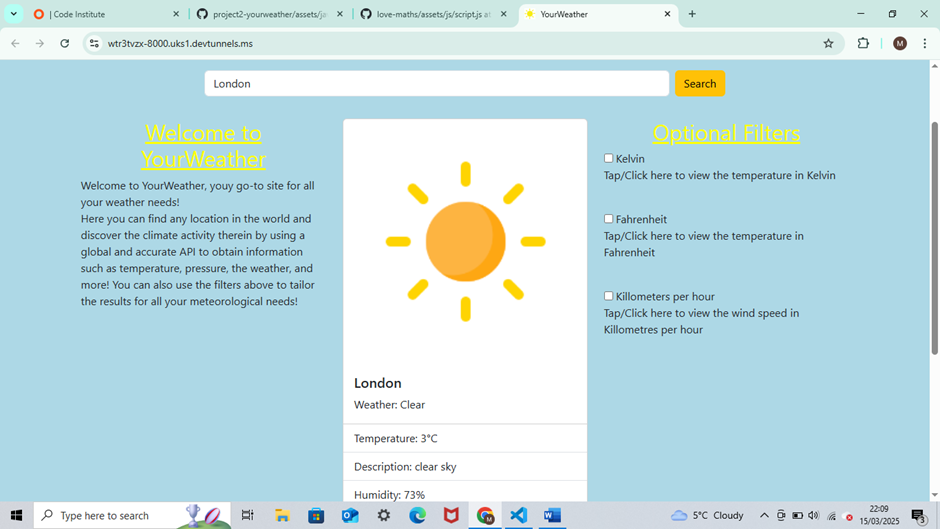 | Code Institute
project2-yourweather/assets/ja
love-maths/assets/js/script.js at
YourWeather
wtr3tvzx-8000.uks1.devtunnels.ms
M
London
Search
Welcome to
YourWeather
Welcome to YourWeather, youy go-to site for all
your weather needs!
Here you can find any location in the world and
discover the climate activity therein by using a
global and accurate API to obtain information
such as temperature, pressure, the weather, and
more! You can also use the filters above to tailor
the results for all your meteorological needs!
London
Weather: Clear
Temperature: 3°C
Description: clear sky
Humidity: 73%
Optional Filters
Kelvin
Tap/Click here to view the temperature in Kelvin
Fahrenheit
Tap/Click here to view the temperature in
Fahrenheit
Killometers per hour
Tap/Click here to view the wind speed in
Killometres per hour
Type here to search
5°C Cloudy
22:09
15/03/2025
3